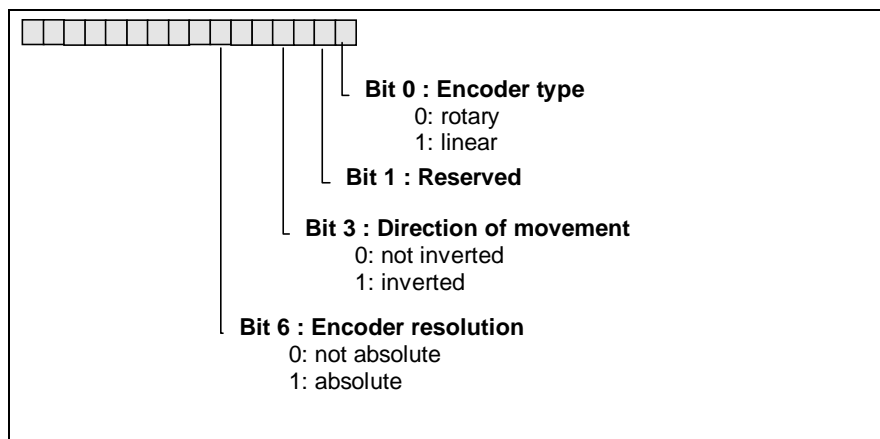 Bit 0 : Encoder type
0: rotary
1: linear
Bit 1 : Reserved
Bit 3 : Direction of movement
0: not inverted
1: inverted
Bit 6 : Encoder resolution
0: not absolute
1: absolute